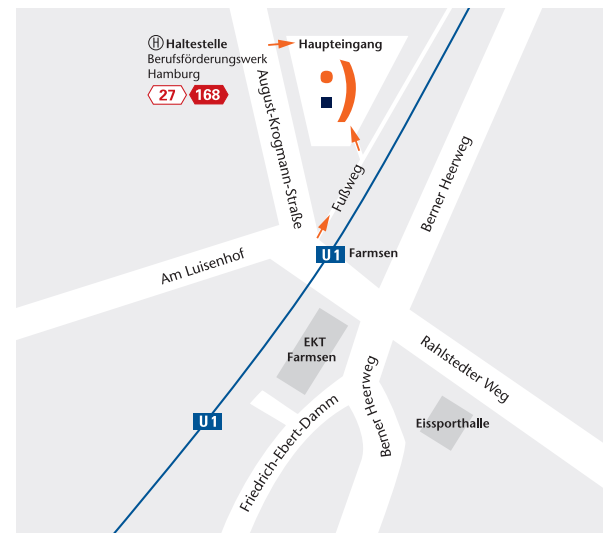 H Haltestelle
Berufsförderungswerk
Hamburg
27 168
Haupteingang
August-Krogmann-Straße
Fußweg
Berner Heerweg
Am Luisenhof
U1 Farmsen
EKT
Farmsen
Rahlstedter Weg
Berner Heerweg
Eissporthalle
U1
Friedrich-Ebert-Damm